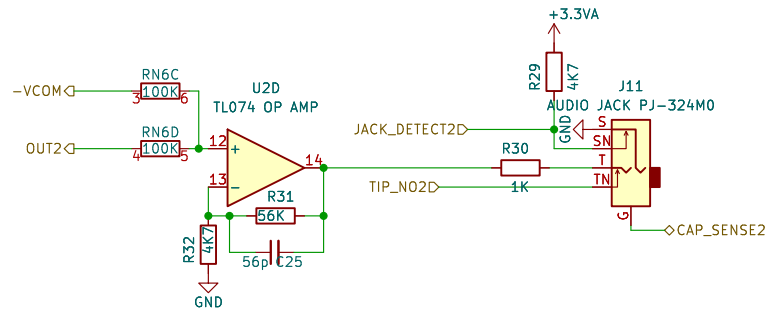 +3.3VA
RN6C
-VCOM
3
100K
6
U2D
TL074 OP AMP
R29
4K7
J11
AUDIO JACK PJ-324M0
RN6D
OUT2
4
100K
5
12
+
13
−
14
JACK_DETECT2
GND
S
SN
T
TN
G
R30
1K
TIP_NO2
R31
56K
R32
4K7
56p C25
GND
CAP_SENSE2